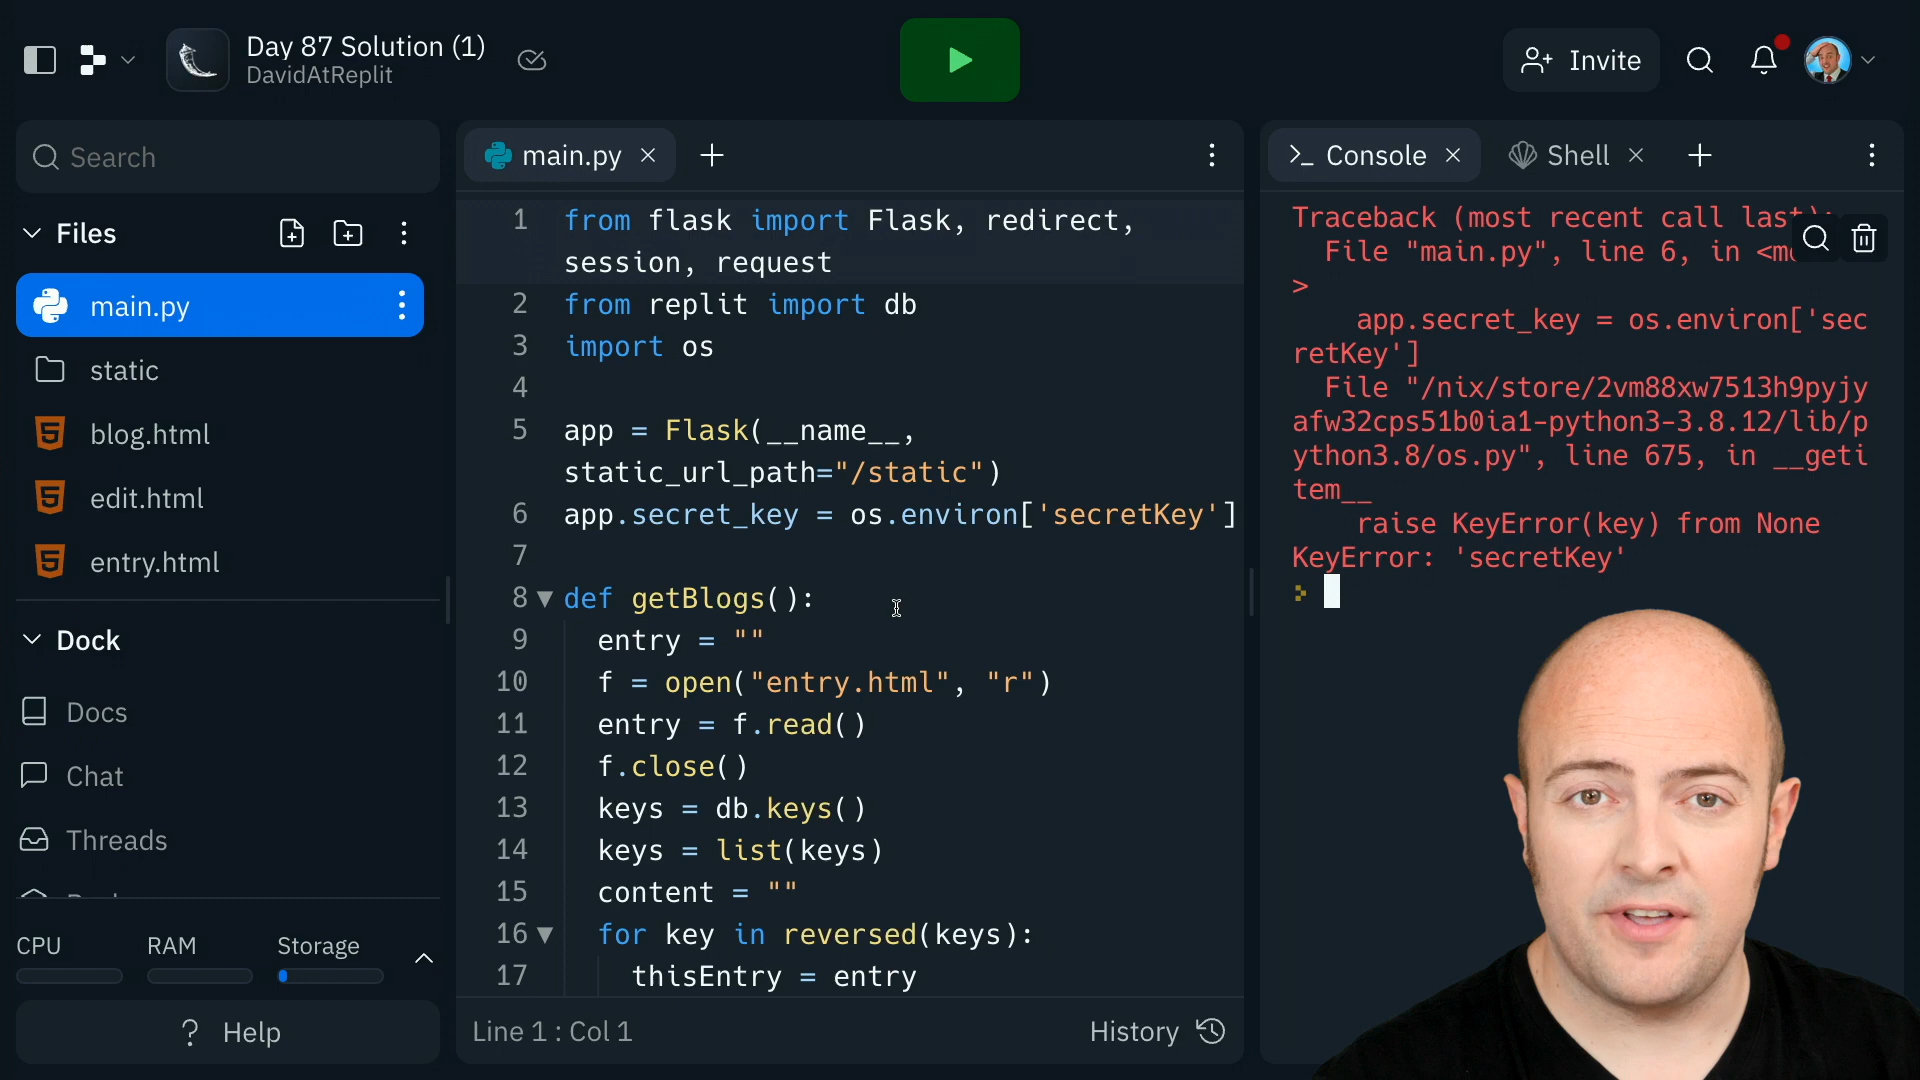 Day 87 Solution (1)
DavidAtReplit
Invite
Search
Files
main.py
static
blog.html
edit.html
entry.html
Dock
Docs
Chat
Threads
CPU RAM Storage
? Help
main.py
1 from flask import Flask, redirect,
session, request
2 from replit import db
3 import os
4
5 app = Flask(__name__,
static_url_path="/static")
6 app.secret_key = os.environ['secretKey']
7
8 def getBlogs():
9 entry = ""
10 f = open("entry.html", "r")
11 entry = f.read()
12 f.close()
13 keys = db.keys()
14 keys = list(keys)
15 content = ""
16 for key in reversed(keys):
17 thisEntry = entry
Line 1 : Col 1 History
Console Shell
Traceback (most recent call last):
File "main.py", line 6, in
>
app.secret_key = os.environ['sec
retKey']
File "/nix/store/2vm88xw7513h9pyjy
afw32cps51b0ia1-python3-3.8.12/lib/p
ython3.8/os.py", line 675, in __geti
tem__
raise KeyError(key) from None
KeyError: 'secretKey'